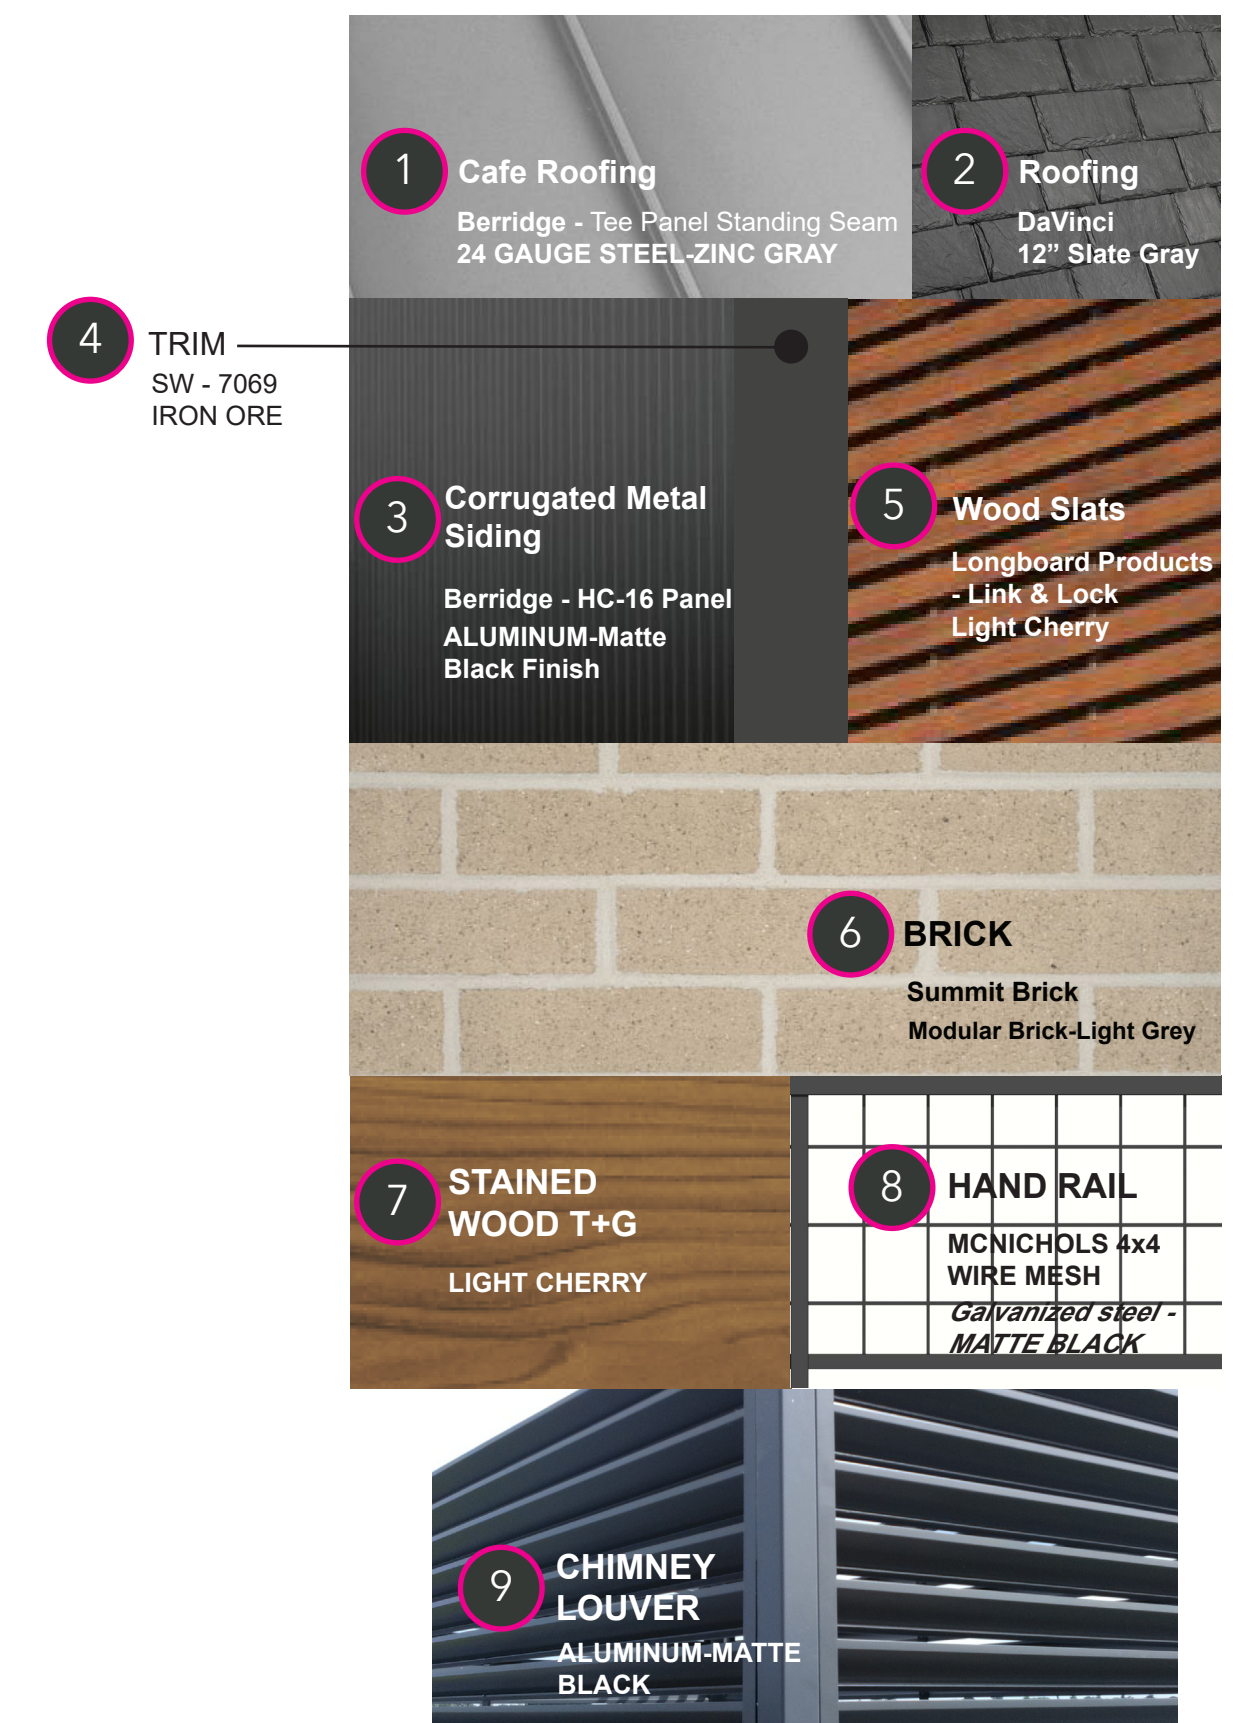 1
Cafe Roofing
Berridge - Tee Panel Standing Seam
24 GAUGE STEEL-ZINC GRAY
2
Roofing
DaVinci
12” Slate Gray
4
TRIM
SW - 7069
IRON ORE
3
Corrugated Metal
Siding
Berridge - HC-16 Panel
ALUMINUM-Matte
Black Finish
5
Wood Slats
Longboard Products
- Link & Lock
Light Cherry
6
BRICK
Summit Brick
Modular Brick-Light Grey
7
STAINED
WOOD T+G
LIGHT CHERRY
8
HAND RAIL
MCNICHOLS 4x4
WIRE MESH
Galvanized steel -
MATTE BLACK
9
CHIMNEY
LOUVER
ALUMINUM-MATTE
BLACK